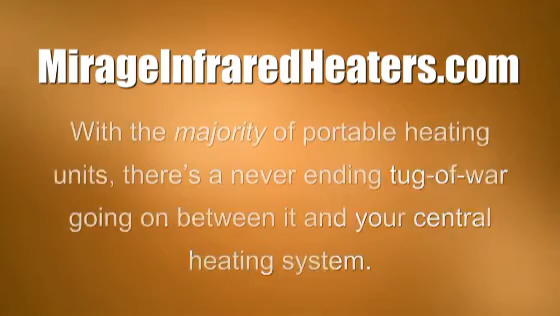 MirageInfraredHeaters.com
With the majority of portable heating
units, there's a never ending tug-of-war
going on between it and your central
heating system.